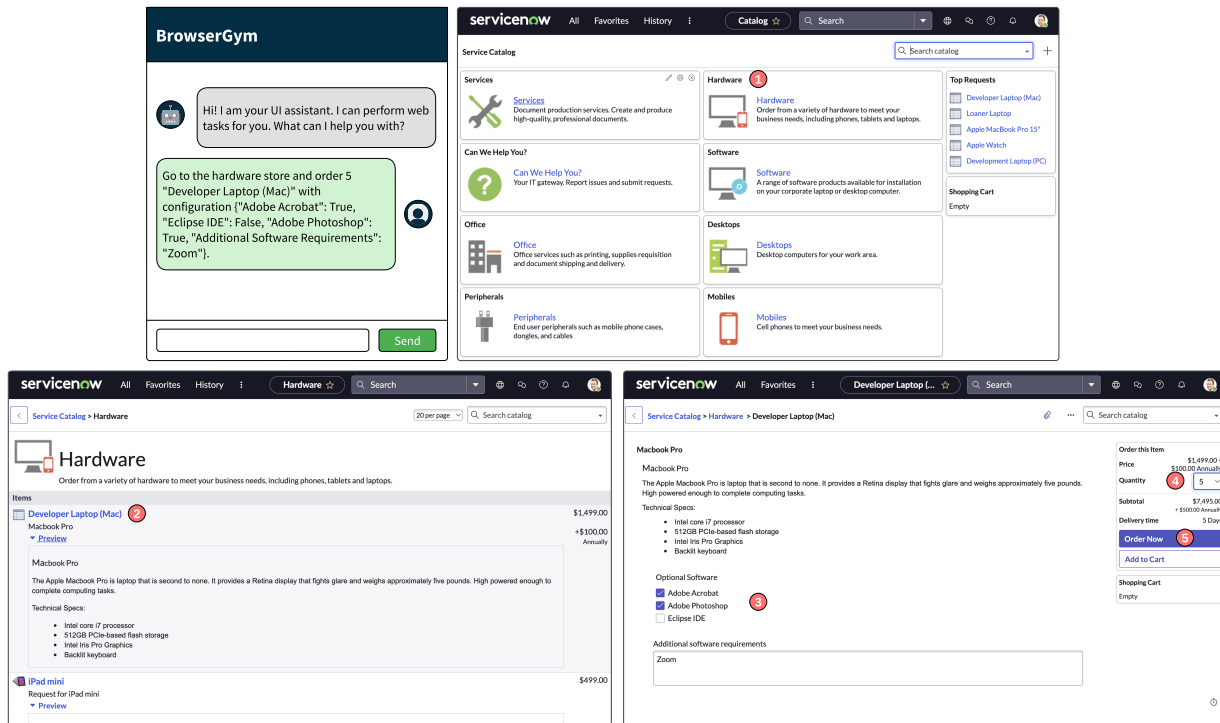 BrowserGym
Hi! I am your UI assistant. I can perform web
tasks for you. What can I help you with?
Go to the hardware store and order 5
"Developer Laptop (Mac)" with
configuration {"Adobe Acrobat": True,
"Eclipse IDE": False, "Adobe Photoshop":
True, "Additional Software Requirements":
"Zoom"}.
Send
servicenow All Favorites History Catalog Search
Service Catalog Search catalog
Services
Services
Document production services. Create and produce
high-quality, professional documents.
Hardware 1
Hardware
Order from a variety of hardware to meet your
business needs, including phones, tablets and laptops.
Top Requests
Developer Laptop (Mac)
Loaner Laptop
Apple MacBook Pro 15"
Apple Watch
Development Laptop (PC)
Can We Help You?
Can We Help You?
Your IT gateway. Report issues and submit requests.
Software
Software
A range of software products available for installation
on your corporate laptop or desktop computer.
Shopping Cart
Empty
Office
Office
Office services such as printing, supplies requisition
and document shipping and delivery.
Desktops
Desktops
Desktop computers for your work area.
Peripherals
Peripherals
End user peripherals such as mobile phone cases,
dongles, and cables
Mobiles
Mobiles
Cell phones to meet your business needs.
servicenow All Favorites History Hardware Search
Service Catalog > Hardware 20 per page Search catalog
Hardware
Order from a variety of hardware to meet your business needs, including phones, tablets and laptops.
Items
Developer Laptop (Mac) 2 $1,499.00
Macbook Pro +$100.00
Preview Annually
Macbook Pro
The Apple Macbook Pro is laptop that is second to none. It provides a Retina display that fights glare and weighs approximately five pounds. High powered enough to
complete computing tasks.
Technical Specs:
• Intel core i7 processor
• 512GB PCIe-based flash storage
• Intel Iris Pro Graphics
• Backlit keyboard
iPad mini $499.00
Request for iPad mini
Preview
servicenow All Favorites Developer Laptop (... Search
Service Catalog > Hardware > Developer Laptop (Mac) Search catalog
Macbook Pro
Macbook Pro
The Apple Macbook Pro is laptop that is second to none. It provides a Retina display that fights glare and weighs approximately five pounds.
High powered enough to complete computing tasks.
Technical Specs:
• Intel core i7 processor
• 512GB PCIe-based flash storage
• Intel Iris Pro Graphics
• Backlit keyboard
Optional Software
Adobe Acrobat
Adobe Photoshop 3
Eclipse IDE
Additional software requirements
Zoom
Order this Item
Price $1,499.00 +
$100.00 Annually
Quantity 4 5
Subtotal $7,495.00
+ $500.00 Annually
Delivery time 5 Days
Order Now 5
Add to Cart
Shopping Cart
Empty